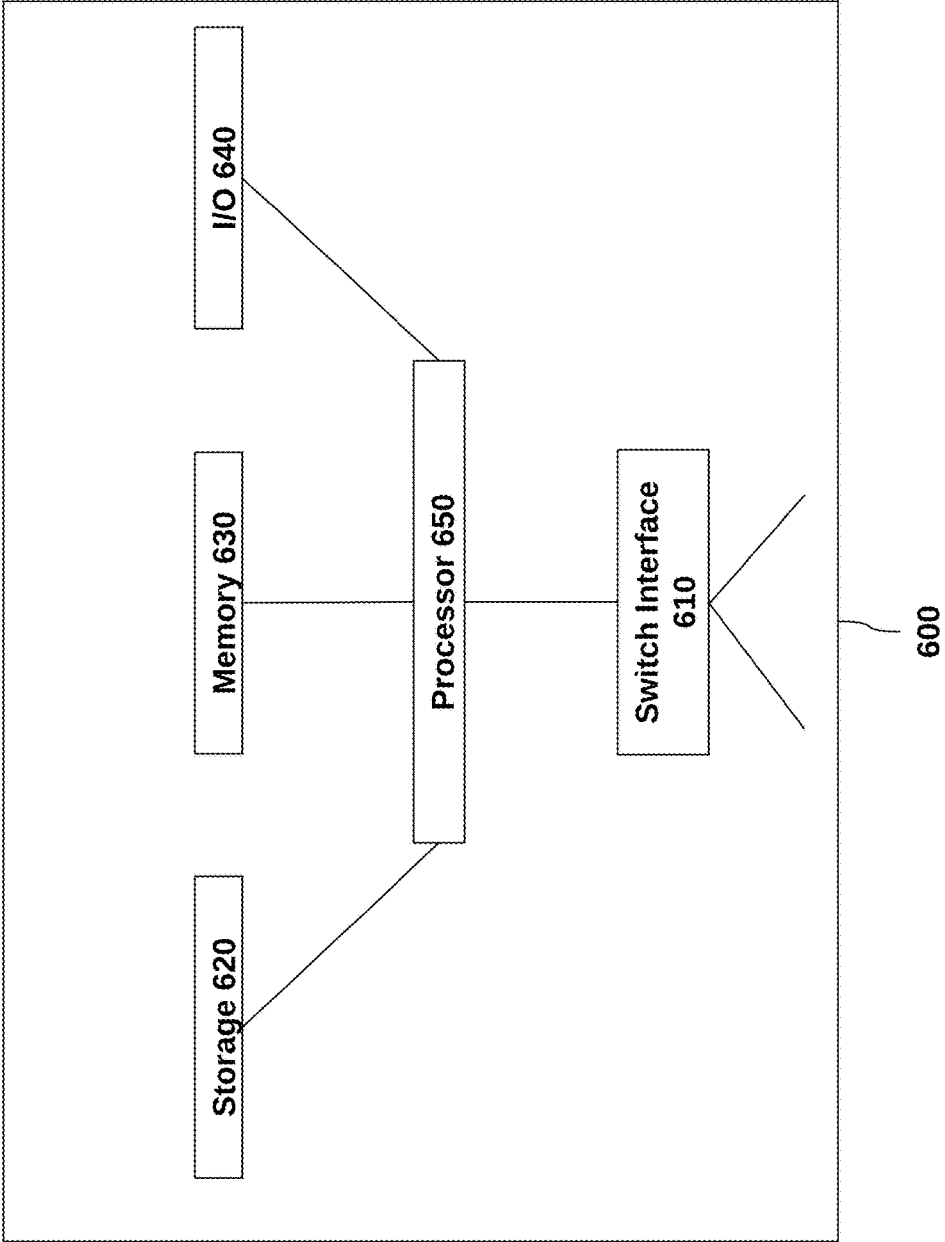 Storage 620
Memory 630
I/O 640
Processor 650
Switch Interface
610
600